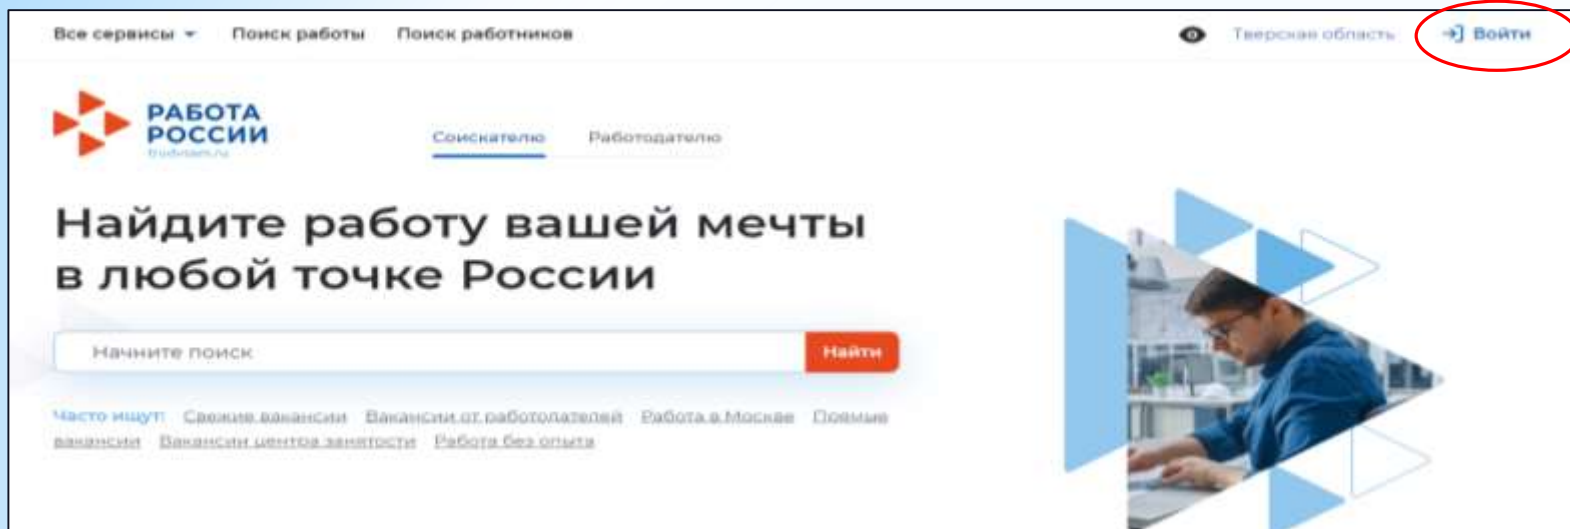 Все сервисы Поиск работы Поиск работников Тверская область Войти
РАБОТА
РОССИИ
trudvsem.ru
Соискателю Работодателю
Найдите работу вашей мечты
в любой точке России
Начните поиск Найти
Часто ищут: Свежие вакансии Вакансии от работодателей Работа в Москве Прямые
вакансии Вакансии центра занятости Работа без опыта